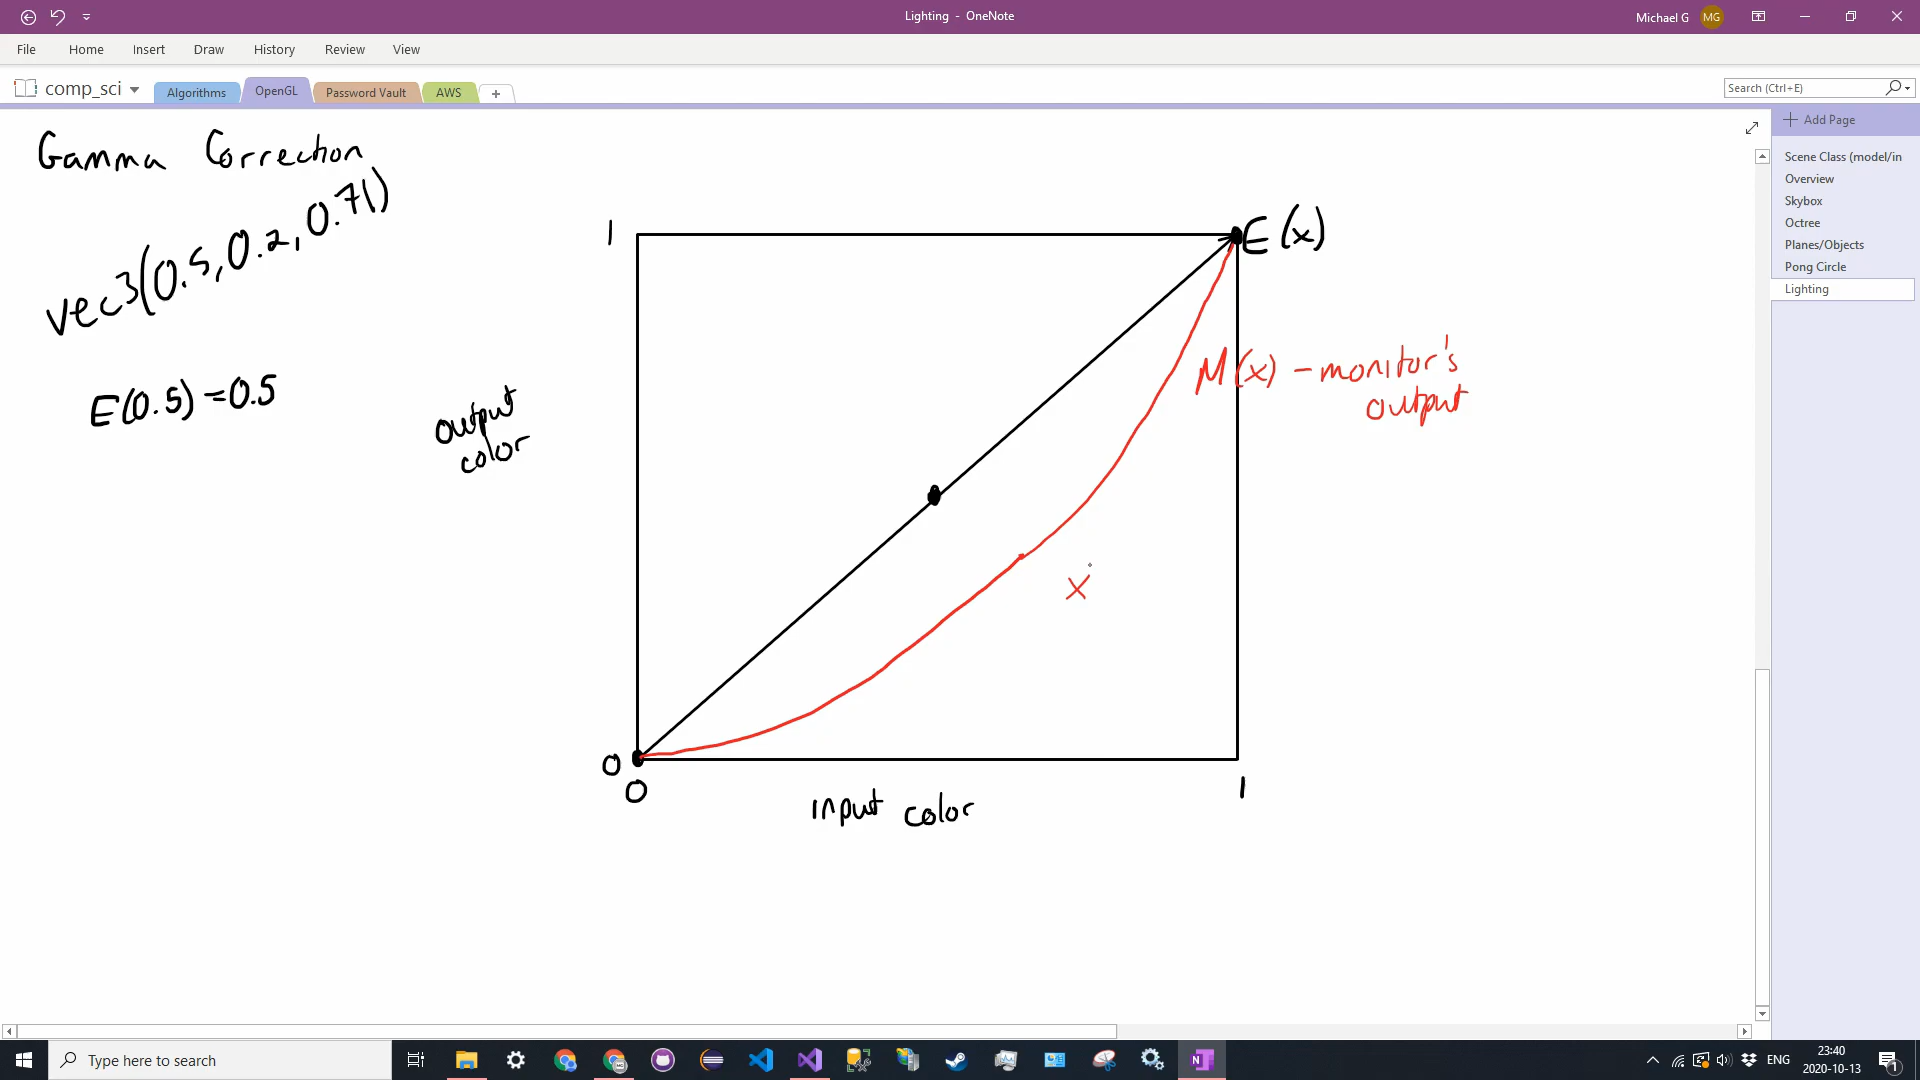 Lighting - OneNote
Michael G
MG
File
Home
Insert
Draw
History
Review
View
comp_sci
Algorithms
OpenGL
Password Vault
AWS
Search (Ctrl+E)
Add Page
Scene Class (model/in
Overview
Skybox
Octree
Planes/Objects
Pong Circle
Lighting
Gamma Correction
vec3(0.5, 0.2, 0.71)
E(0.5) = 0.5
output
color
1
E(x)
M(x) - monitor's
output
x
0
0
1
input color
Type here to search
ENG
23:40
2020-10-13
1